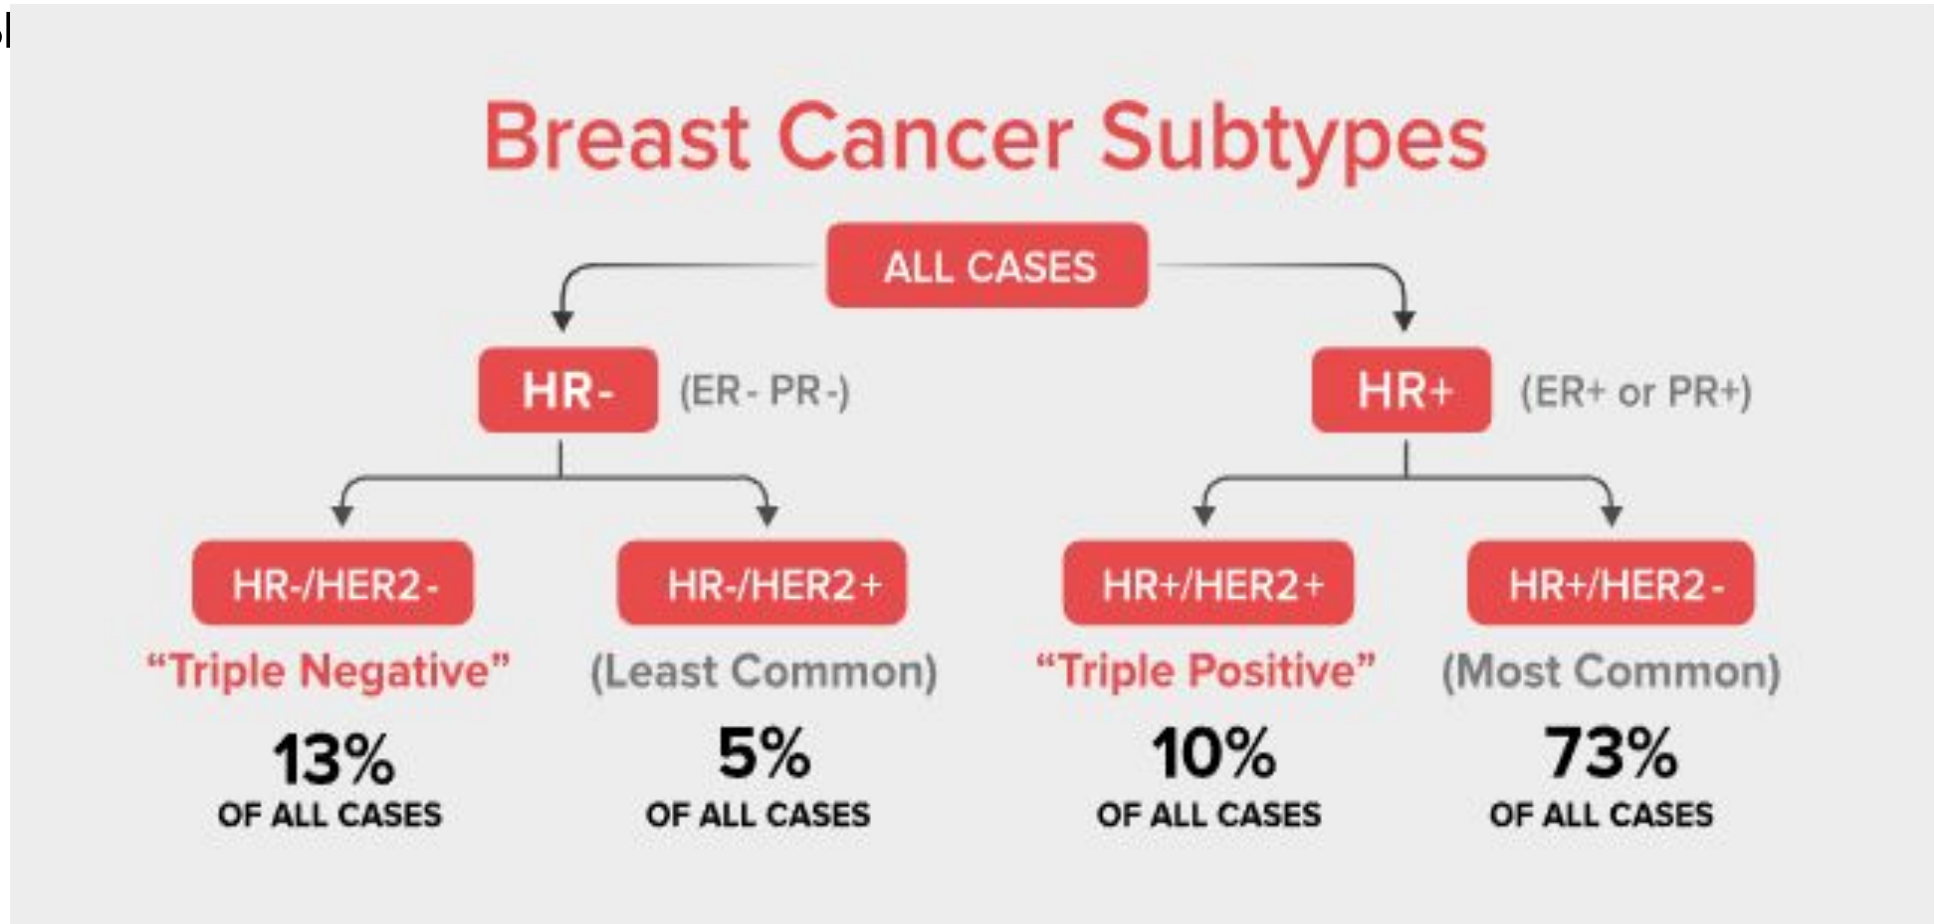 Breast Cancer Subtypes
ALL CASES
HR- (ER- PR-)
HR+ (ER+ or PR+)
HR-/HER2-
HR-/HER2+
HR+/HER2+
HR+/HER2-
“Triple Negative”
(Least Common)
“Triple Positive”
(Most Common)
13%
5%
10%
73%
OF ALL CASES
OF ALL CASES
OF ALL CASES
OF ALL CASES